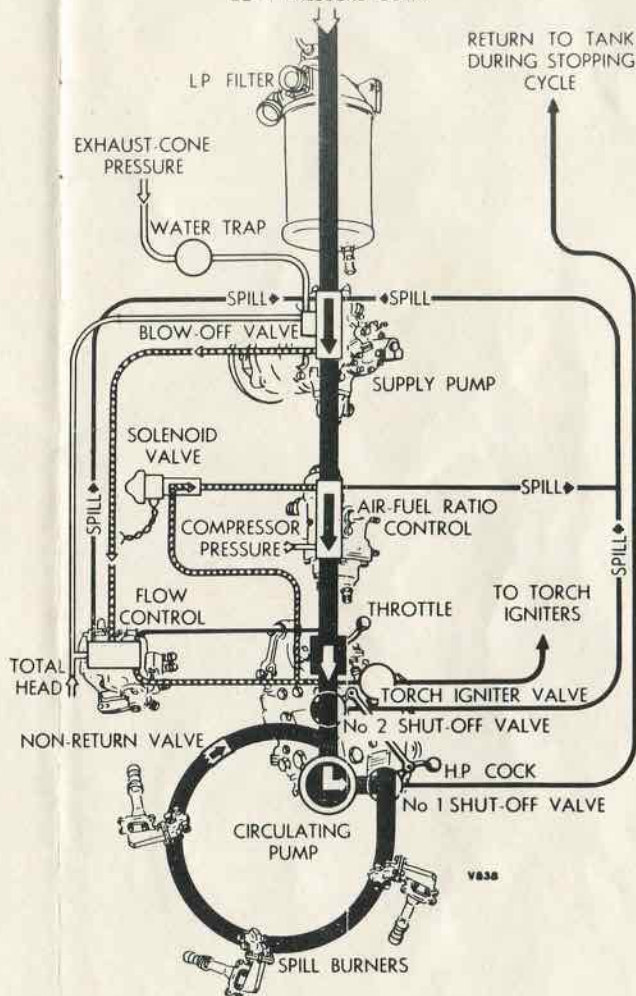 RETURN TO TANK
DURING STOPPING
CYCLE
L P FILTER
EXHAUST-CONE
PRESSURE
WATER TRAP
SPILL
SPILL
BLOW-OFF VALVE
SUPPLY PUMP
SOLENOID
VALVE
SPILL
SPILL
AIR-FUEL RATIO
CONTROL
COMPRESSOR
PRESSURE
SPILL
FLOW
CONTROL
THROTTLE
TO TORCH
IGNITERS
TOTAL
HEAD
TORCH IGNITER VALVE
No 2 SHUT-OFF VALVE
NON-RETURN VALVE
H.P COCK
No 1 SHUT-OFF VALVE
CIRCULATING
PUMP
V838
SPILL BURNERS